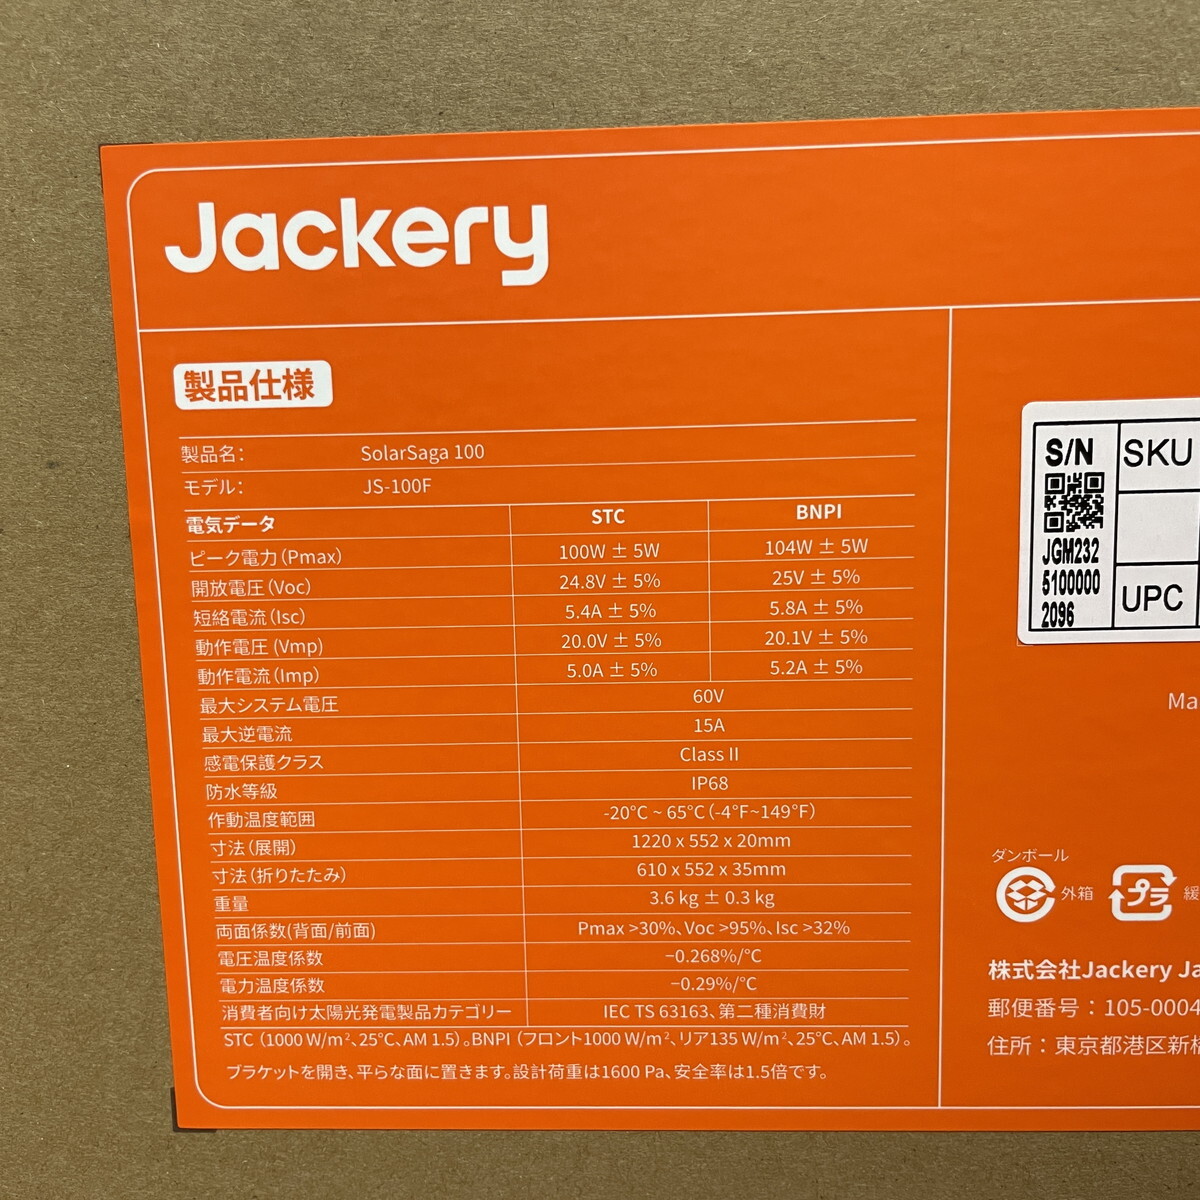 Jackery
製品仕様
製品名: SolarSaga 100
モデル: JS-100F
電気データ STC BNPI
ピーク電力(Pmax) 100W ± 5W 104W ± 5W
開放電圧(Voc) 24.8V ± 5% 25V ± 5%
短絡電流(Isc) 5.4A ± 5% 5.8A ± 5%
動作電圧 (Vmp) 20.0V ± 5% 20.1V ± 5%
動作電流(Imp) 5.0A ± 5% 5.2A ± 5%
最大システム電圧 60V
最大逆電流 15A
感電保護クラス Class II
防水等級 IP68
作動温度範囲 -20°C ~ 65°C(-4°F~149°F)
寸法(展開) 1220 x 552 x 20mm
寸法(折りたたみ) 610 x 552 x 35mm
重量 3.6 kg ± 0.3 kg
両面係数(背面/前面) Pmax >30%、Voc >95%、Isc >32%
電圧温度係数 −0.268%/°C
電力温度係数 −0.29%/°C
消費者向け太陽光発電製品カテゴリー IEC TS 63163、第二種消費財
STC (1000 W/m²、25°C、AM 1.5)。BNPI (フロント1000 W/m²、リア135 W/m²、25°C、AM 1.5)。
ブラケットを開き、平らな面に置きます。設計荷重は1600 Pa、安全率は1.5倍です。
S/N SKU
JGM232
5100000
2096
UPC
Ma
ダンボール
外箱 プラ 緩
株式会社Jackery Ja
郵便番号：105-0004
住所：東京都港区新橋